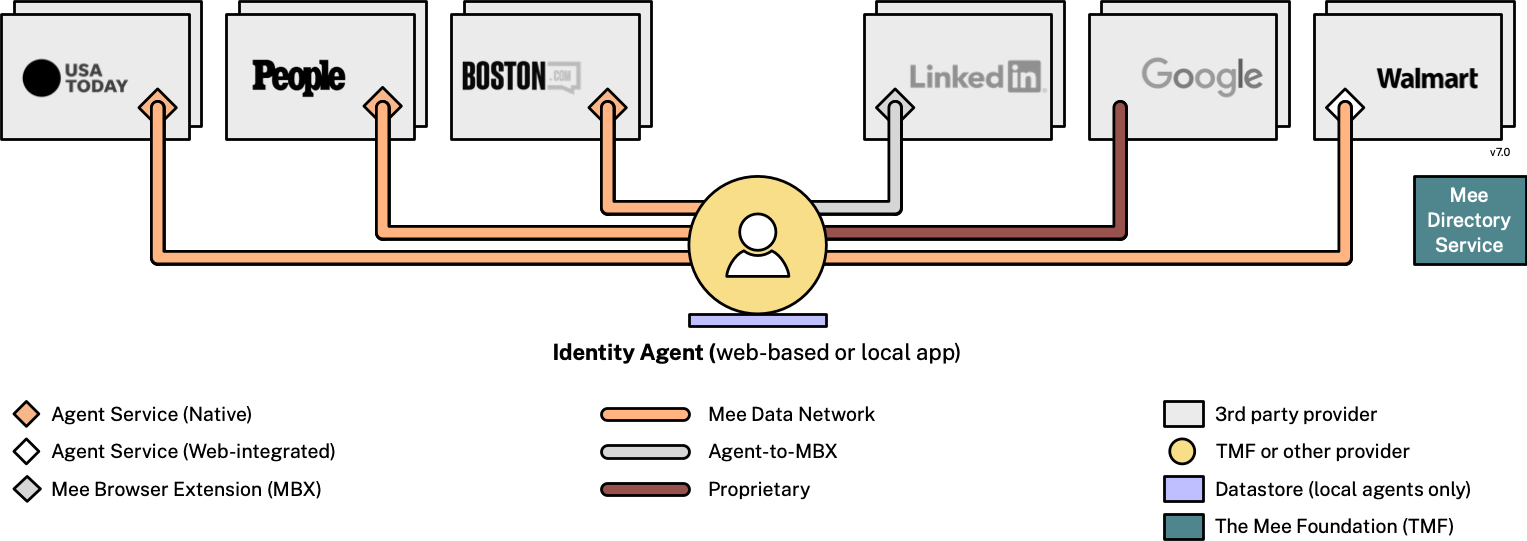 USA
TODAY
People
BOSTON
.COM
Linked in
Google
Walmart
v7.0
Mee
Directory
Service
Identity Agent (web-based or local app)
Agent Service (Native)
Agent Service (Web-integrated)
Mee Browser Extension (MBX)
Mee Data Network
Agent-to-MBX
Proprietary
3rd party provider
TMF or other provider
Datastore (local agents only)
The Mee Foundation (TMF)